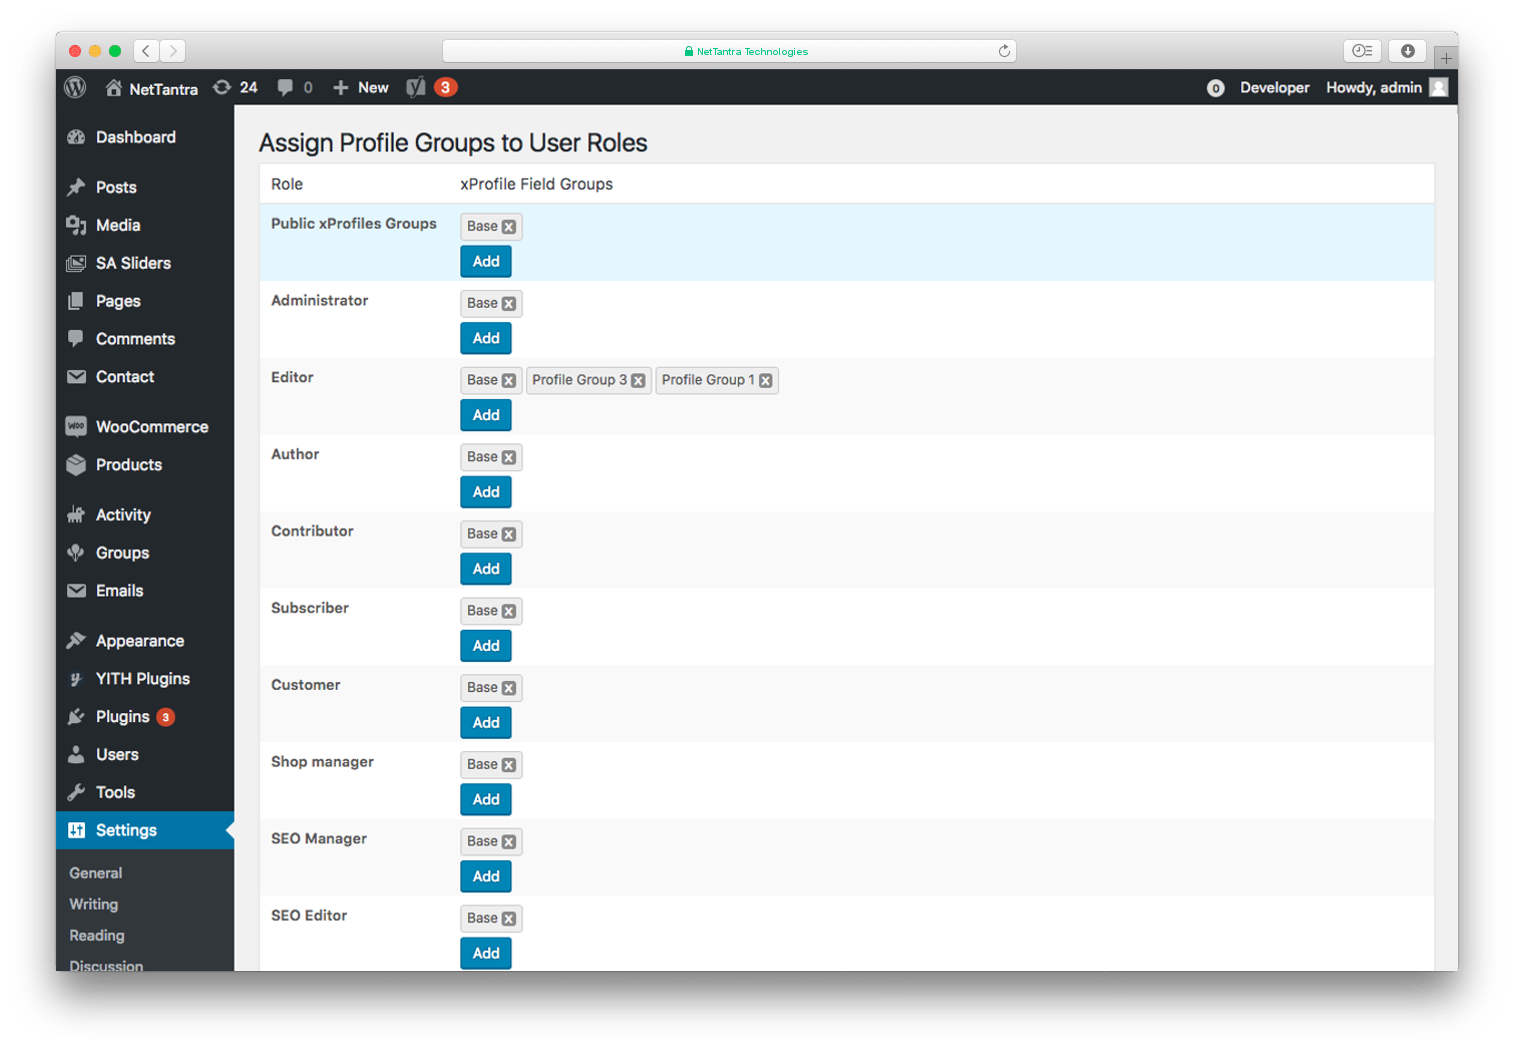 NetTantra Technologies
NetTantra 24 0 New 3 0 Developer Howdy, admin
Dashboard
Posts
Media
SA Sliders
Pages
Comments
Contact
WooCommerce
Products
Activity
Groups
Emails
Appearance
YITH Plugins
Plugins 3
Users
Tools
Settings
General
Writing
Reading
Discussion
Assign Profile Groups to User Roles
Role xProfile Field Groups
Public xProfiles Groups Base
Add
Administrator Base
Add
Editor Base Profile Group 3 Profile Group 1
Add
Author Base
Add
Contributor Base
Add
Subscriber Base
Add
Customer Base
Add
Shop manager Base
Add
SEO Manager Base
Add
SEO Editor Base
Add